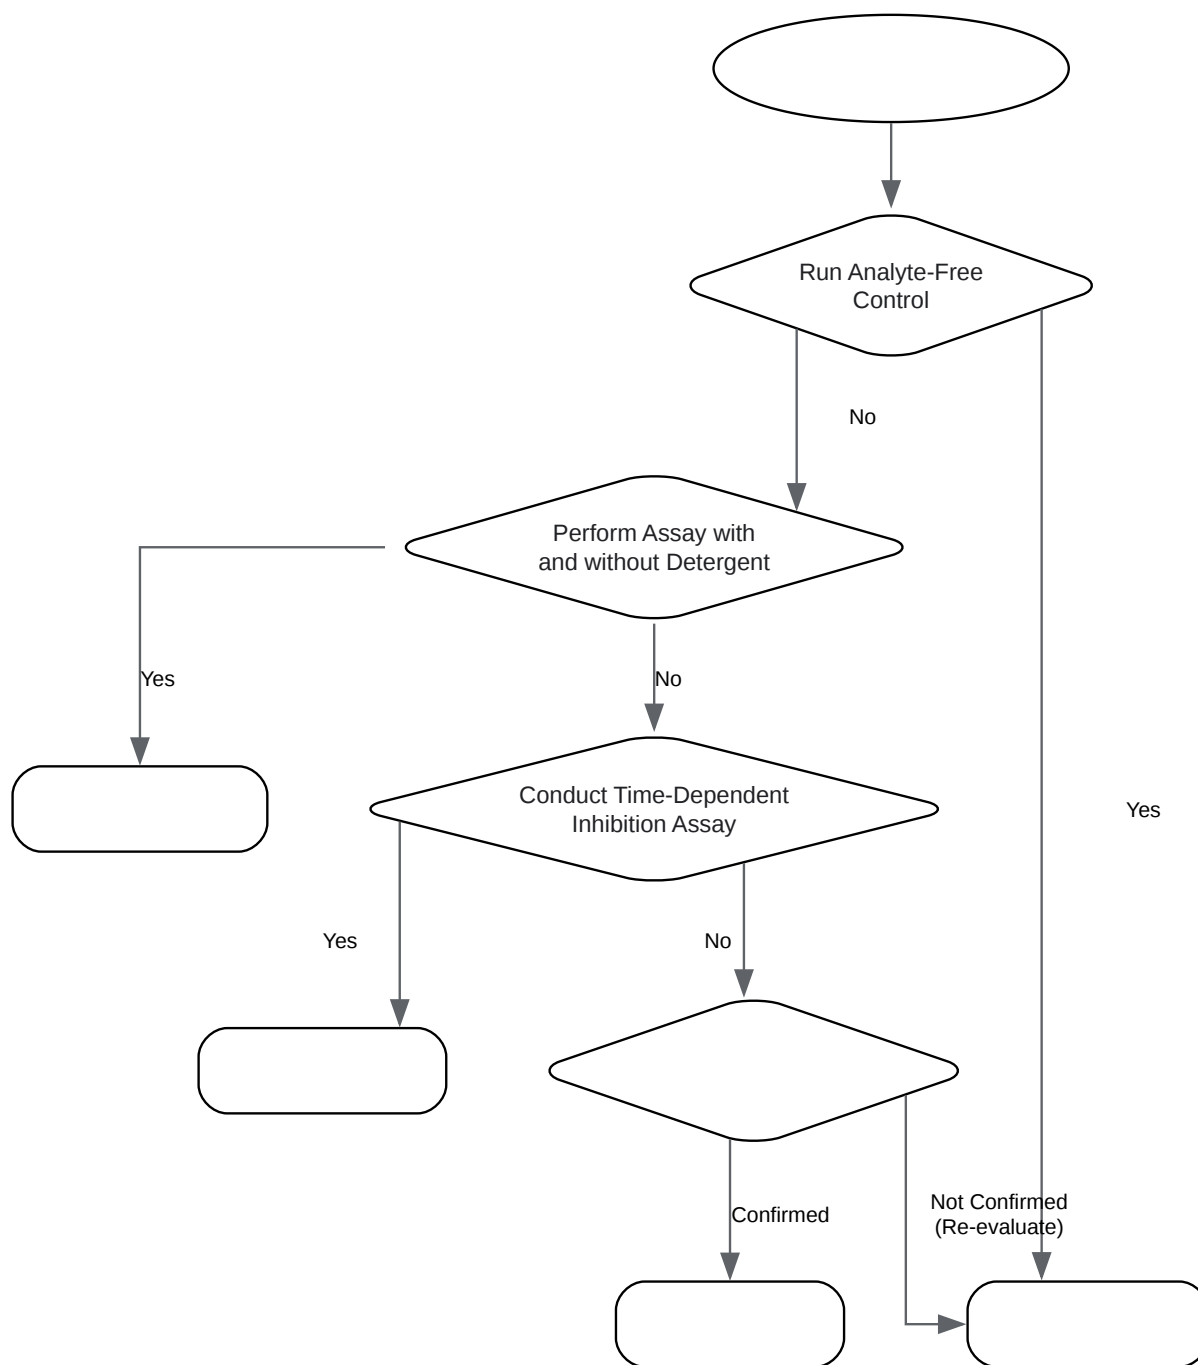 Run Analyte-Free
Control
No
Perform Assay with
and without Detergent
Yes
No
Conduct Time-Dependent
Inhibition Assay
Yes
Yes
No
Not Confirmed
(Re-evaluate)
Confirmed